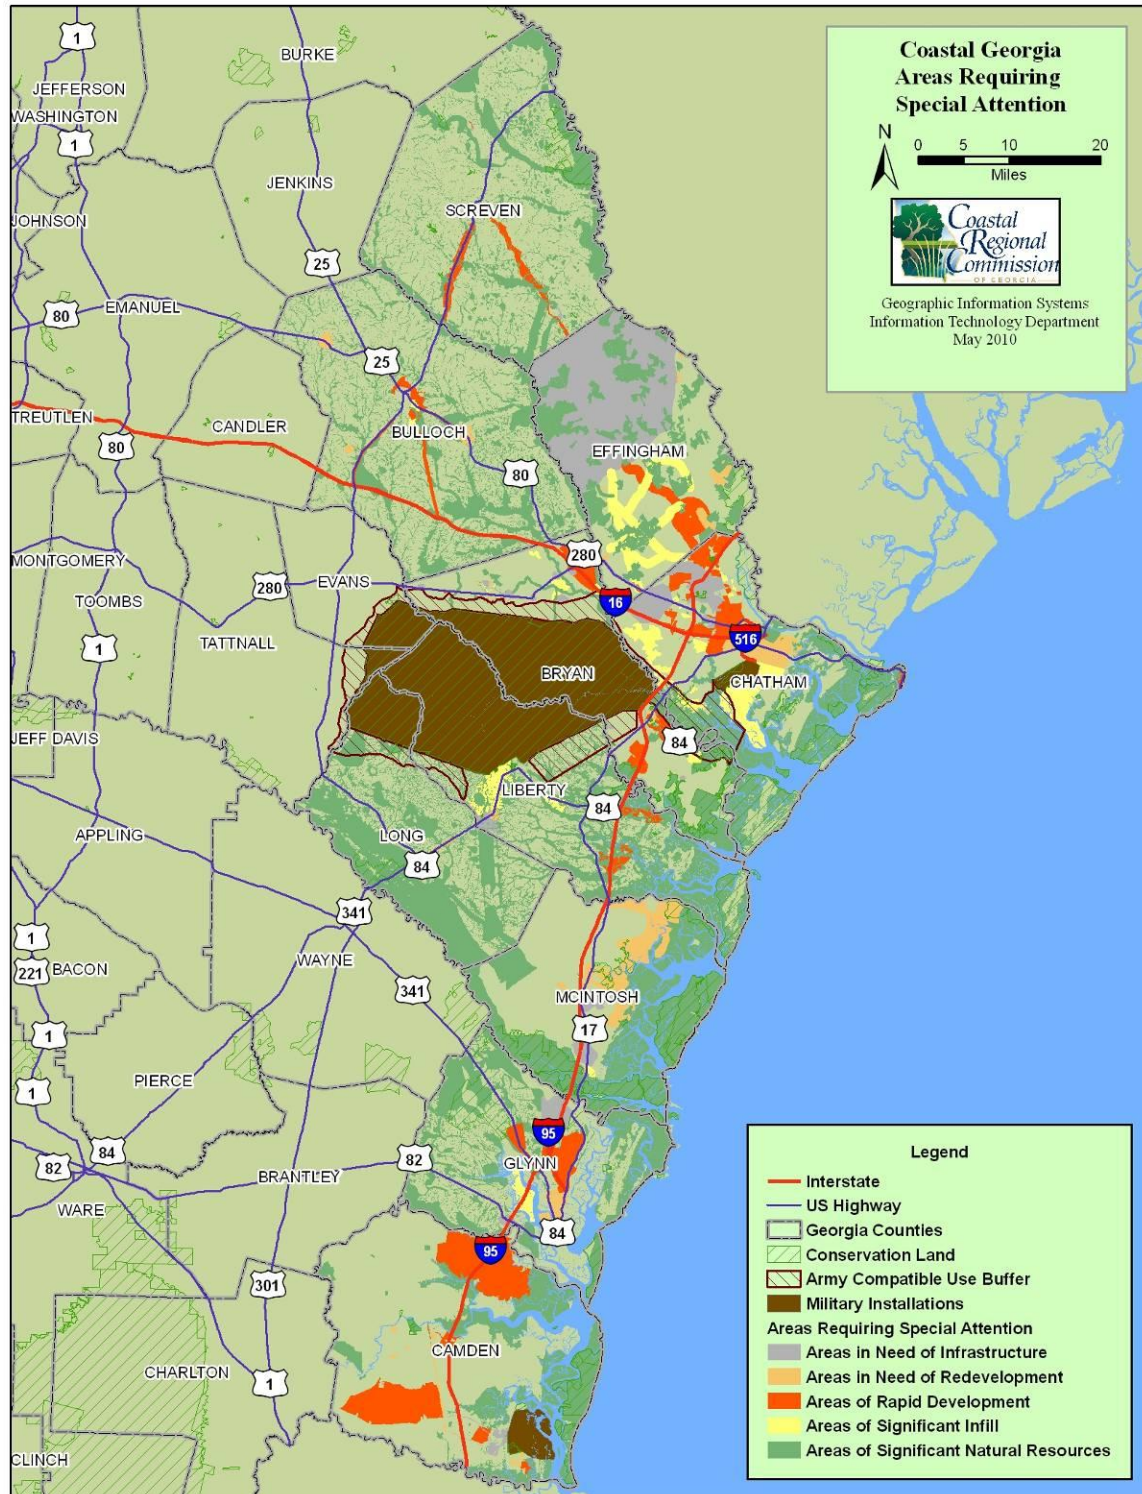 Coastal Georgia
Areas Requiring
Special Attention
N
0 5 10 20
Miles
Coastal
Regional
Commission
OF GEORGIA
Geographic Information Systems
Information Technology Department
May 2010
1
BURKE
JEFFERSON
WASHINGTON
1
JENKINS
SCREVEN
JOHNSON
25
80
EMANUEL
25
TREUTLEN
CANDLER
BULLOCH
80
80
EFFINGHAM
280
MONTGOMERY
280
EVANS
16
TOOMBS
TATTNALL
516
1
BRYAN
CHATHAM
JEFF DAVIS
84
LIBERTY
84
APPLING
LONG
84
341
1
221
BACON
WAYNE
341
MCINTOSH
1
17
PIERCE
1
95
84
82
82
GLYNN
BRANTLEY
WARE
84
95
301
CAMDEN
CHARLTON
1
CLINCH
Legend
Interstate
US Highway
Georgia Counties
Conservation Land
Army Compatible Use Buffer
Military Installations
Areas Requiring Special Attention
Areas in Need of Infrastructure
Areas in Need of Redevelopment
Areas of Rapid Development
Areas of Significant Infill
Areas of Significant Natural Resources